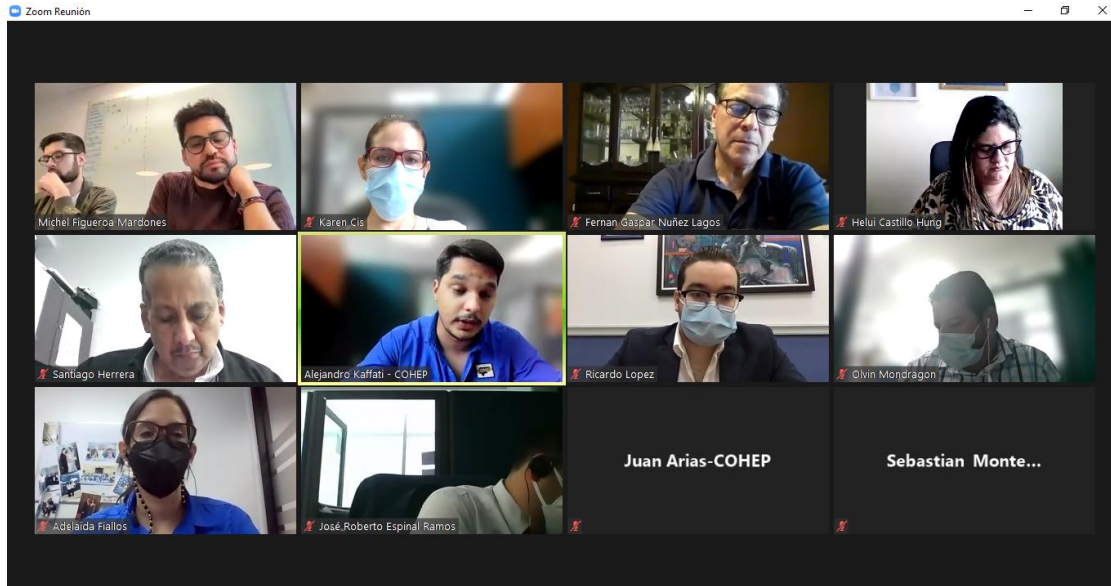 Zoom Reunión
Michel Figueroa Mardones
Karen Cis
Fernan Gaspar Nuñez Lagos
Helui Castillo Hung
Santiago Herrera
Alejandro Kaffati - COHEP
Ricardo Lopez
Olvin Mondragon
Adelaida Fiallos
José Roberto Espinal Ramos
Juan Arias-COHEP
Sebastian Monte...